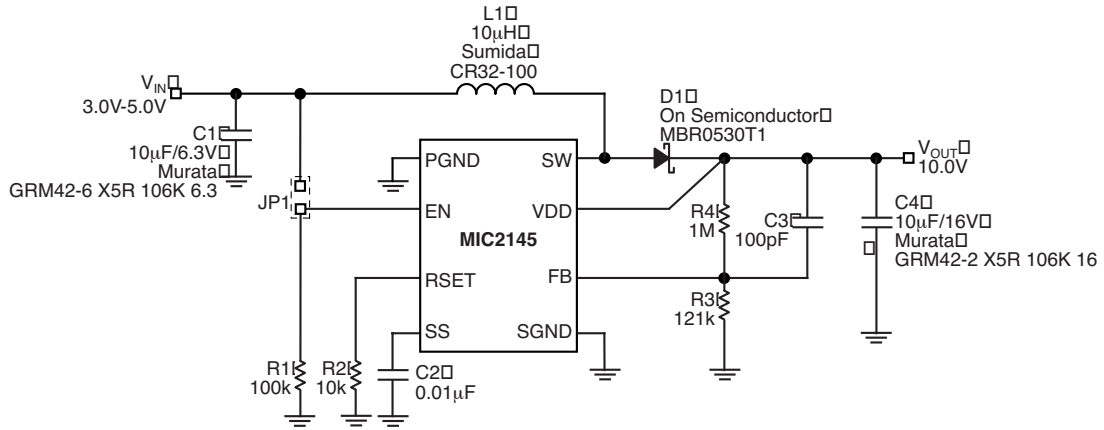 L1
10µH
Sumida
CR32-100
VIN
3.0V-5.0V
C1
10µF/6.3V
Murata
GRM42-6 X5R 106K 6.3
JP1
D1
On Semiconductor
MBR0530T1
VOUT
10.0V
PGND
SW
EN
VDD
MIC2145
RSET
FB
SS
SGND
R4
1M
C3
100pF
C4
10µF/16V
Murata
GRM42-2 X5R 106K 16
R3
121k
R1
100k
R2
10k
C2
0.01µF